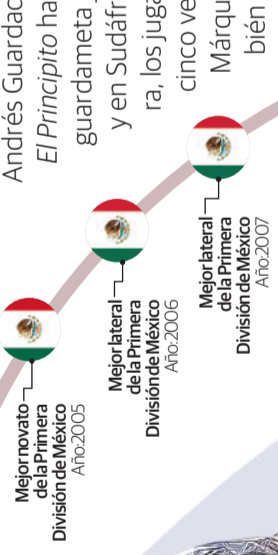 Andrés Guardad
El Principito ha
guardameta
y en Sudáfr
ra, los juga
cinco ve
Márqu
bién
Mejor novato
de la Primera
División de México
Año:2005
Mejor lateral
de la Primera
División de México
Año:2006
Mejor lateral
de la Primera
División de México
Año:2007